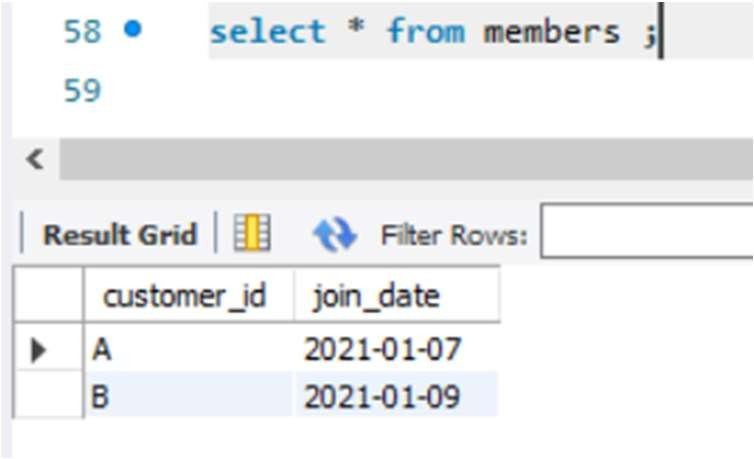 58 select * from members ;
59
Result Grid Filter Rows:
customer_id join_date
A 2021-01-07
B 2021-01-09